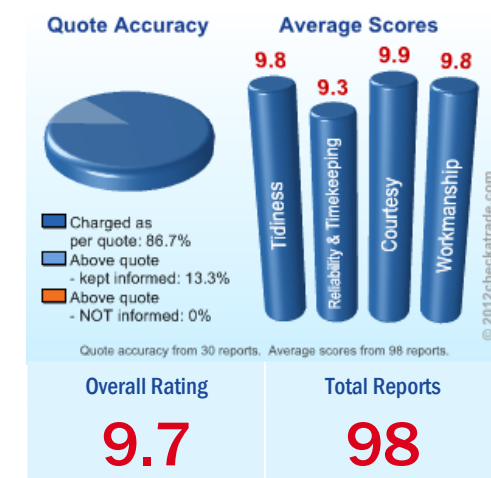 Quote Accuracy
Average Scores
9.8
9.3
9.9
9.8
Tidiness
Reliability & Timekeeping
Courtesy
Workmanship
Charged as
per quote: 86.7%
Above quote
- kept informed: 13.3%
Above quote
- NOT informed: 0%
© 2012checkatrade.com
Quote accuracy from 30 reports. Average scores from 98 reports.
Overall Rating
9.7
Total Reports
98